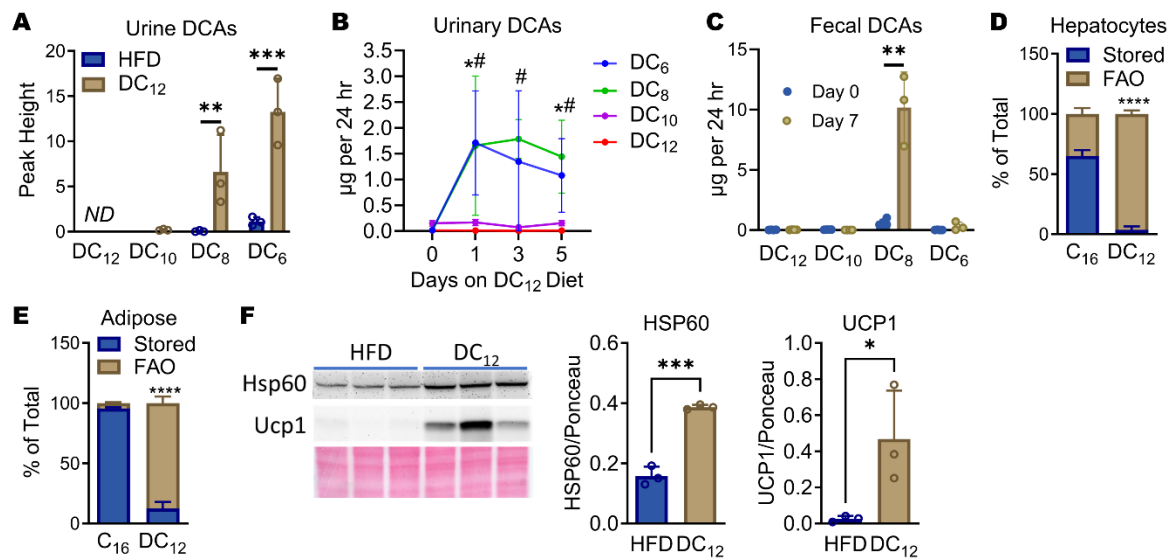 A
Urine DCAs
HFD
DC12
Peak Height
20
15
10
5
0
ND
**
***
DC12 DC10 DC8 DC6
B
Urinary DCAs
µg per 24 hr
3.5
3.0
2.5
2.0
1.5
1.0
0.5
0.0
*# # *#
0 1 3 5
Days on DC12 Diet
DC6
DC8
DC10
DC12
C
Fecal DCAs
µg per 24 hr
15
10
5
0
Day 0
Day 7
**
DC12 DC10 DC8 DC6
D
Hepatocytes
Stored
FAO
% of Total
150
100
50
0
****
C16 DC12
E
Adipose
Stored
FAO
% of Total
150
100
50
0
****
C16 DC12
F
HFD DC12
Hsp60
Ucp1
HSP60
HSP60/Ponceau
0.6
0.4
0.2
0.0
***
HFD DC12
UCP1
UCP1/Ponceau
1.0
0.8
0.6
0.4
0.2
0.0
*
HFD DC12